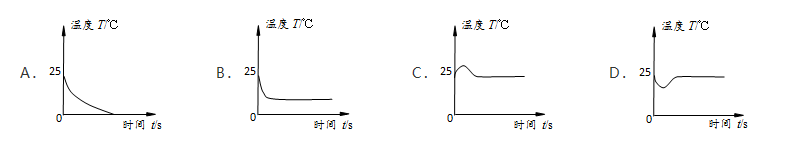 A. 温度 T/℃ 25 0 时间 t/s
B. 温度 T/℃ 25 0 时间 t/s
C. 温度 T/℃ 25 0 时间 t/s
D. 温度 T/℃ 25 0 时间 t/s